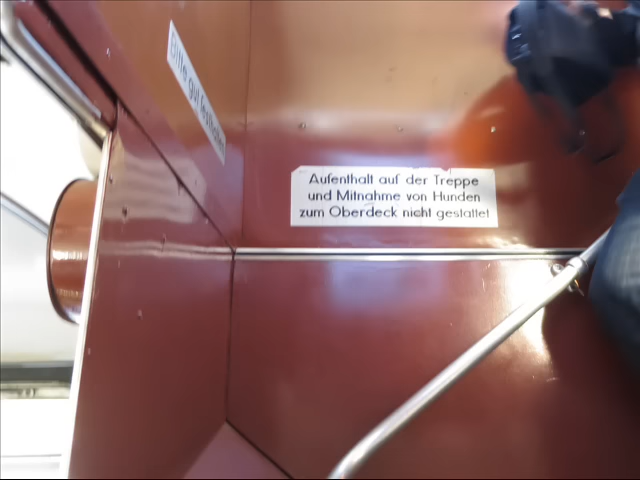 Bitte gut festhalten
Aufenthalt auf der Treppe
und Mitnahme von Hunden
zum Oberdeck nicht gestattet